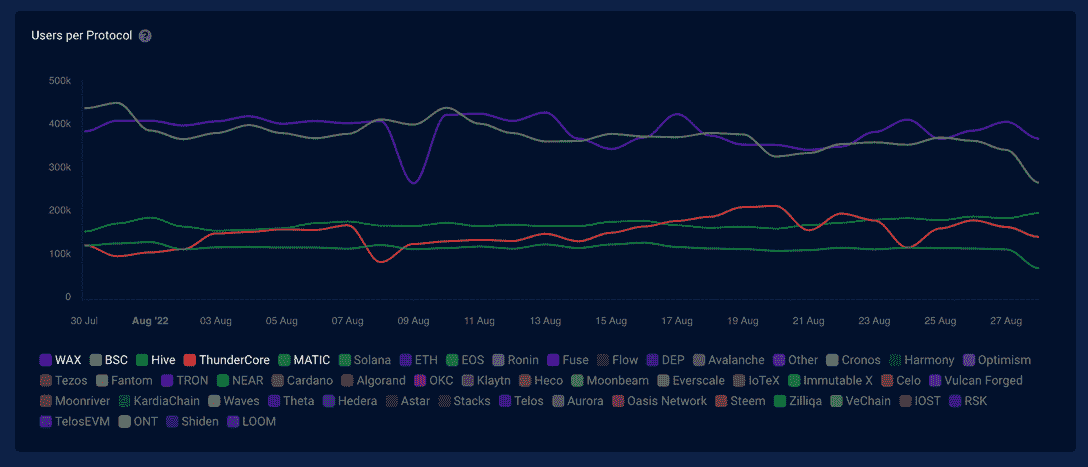 Users per Protocol ?
500k
400k
300k
200k
100k
0
30 Jul Aug '22 03 Aug 05 Aug 07 Aug 09 Aug 11 Aug 13 Aug 15 Aug 17 Aug 19 Aug 21 Aug 23 Aug 25 Aug 27 Aug
WAX BSC Hive ThunderCore MATIC Solana ETH EOS Ronin Fuse Flow DEP Avalanche Other Cronos Harmony Optimism
Tezos Fantom TRON NEAR Cardano Algorand OKC Klaytn Heco Moonbeam Everscale IoTeX Immutable X Celo Vulcan Forged
Moonriver KardiaChain Waves Theta Hedera Astar Stacks Telos Aurora Oasis Network Steem Zilliqa VeChain IOST RSK
TelosEVM ONT Shiden LOOM